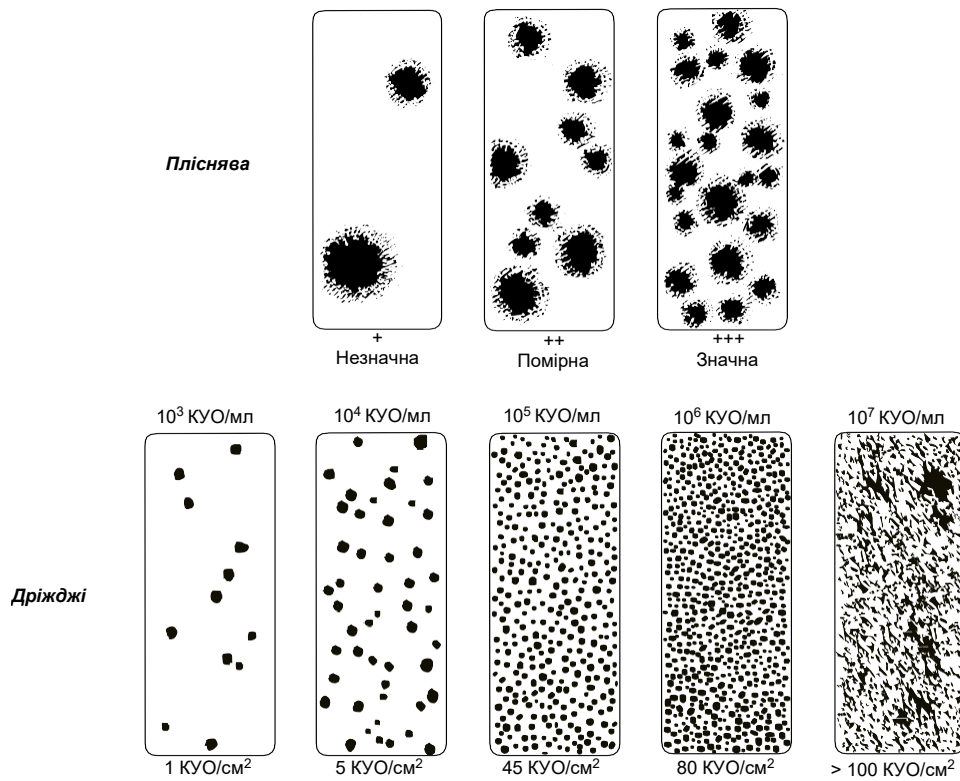 Пліснява
+
Незначна
++
Помірна
+++
Значна
10³ КУО/мл
10⁴ КУО/мл
10⁵ КУО/мл
10⁶ КУО/мл
10⁷ КУО/мл
Дріжджі
1 КУО/см²
5 КУО/см²
45 КУО/см²
80 КУО/см²
> 100 КУО/см²